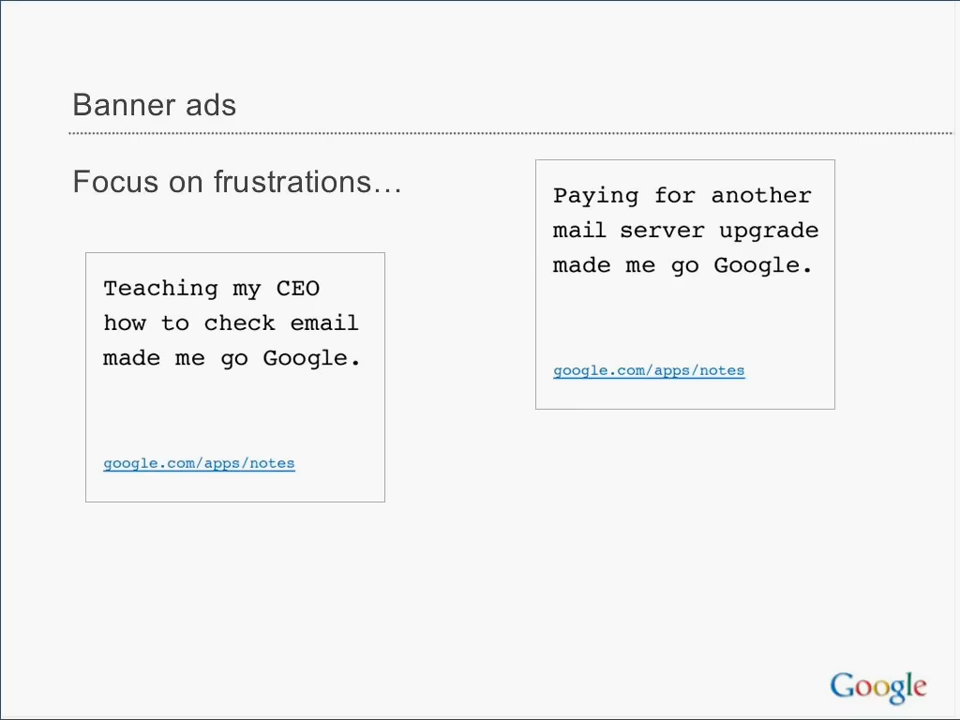 Banner ads
Focus on frustrations…
Teaching my CEO
how to check email
made me go Google.
google.com/apps/notes
Paying for another
mail server upgrade
made me go Google.
google.com/apps/notes
Google